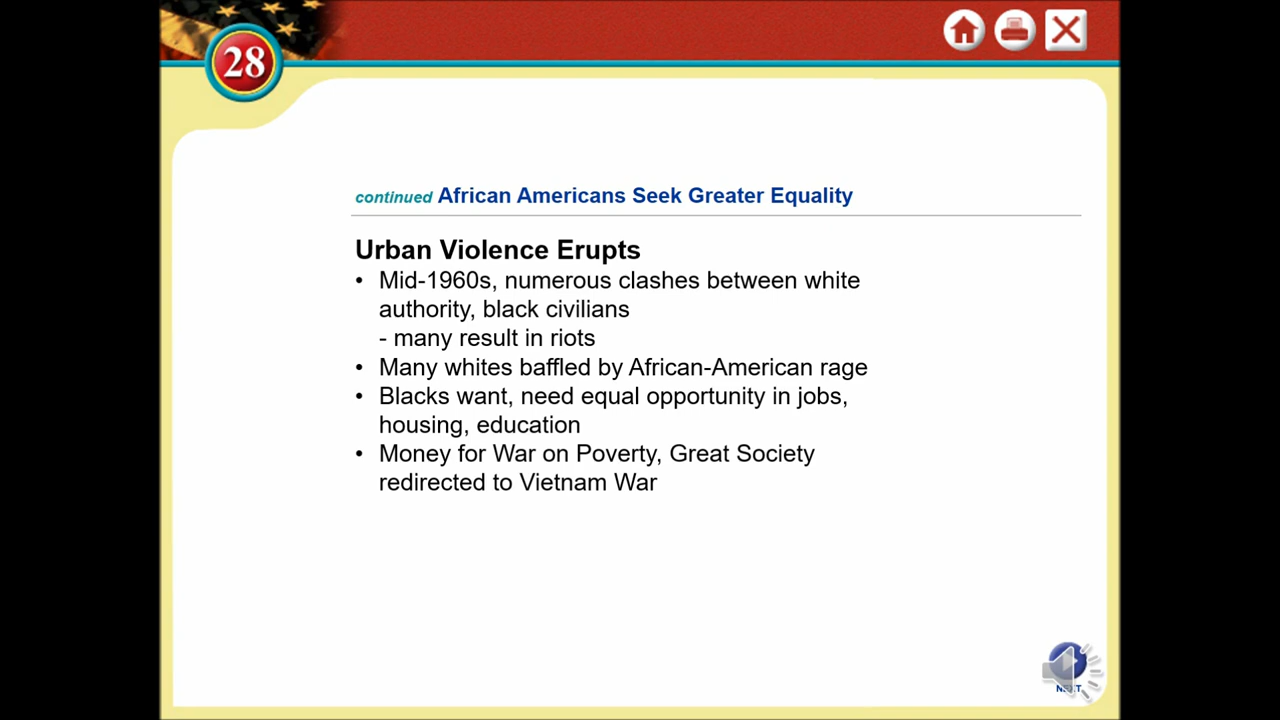 28
continued African Americans Seek Greater Equality
Urban Violence Erupts
• Mid-1960s, numerous clashes between white
authority, black civilians
- many result in riots
• Many whites baffled by African-American rage
• Blacks want, need equal opportunity in jobs,
housing, education
• Money for War on Poverty, Great Society
redirected to Vietnam War
NEXT